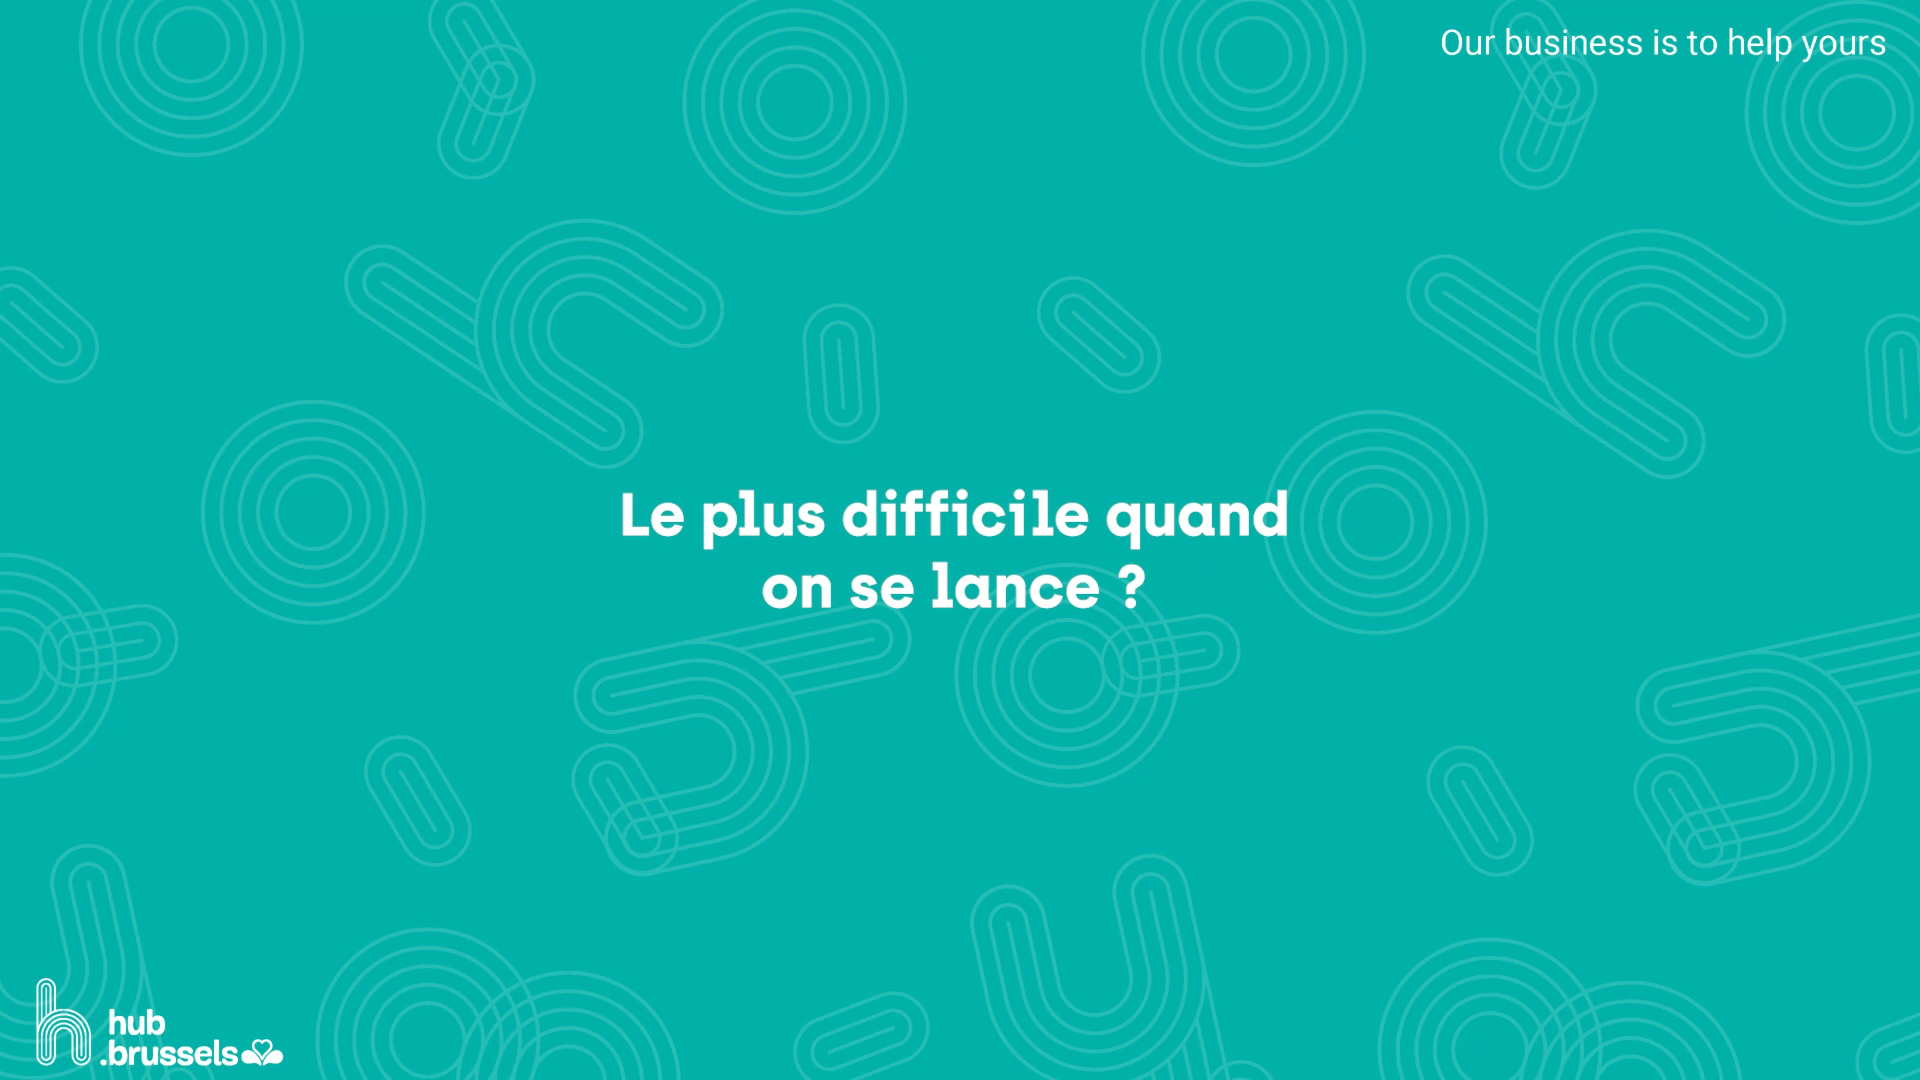 Our business is to help yours
Le plus difficile quand
on se lance ?
hub
.brussels